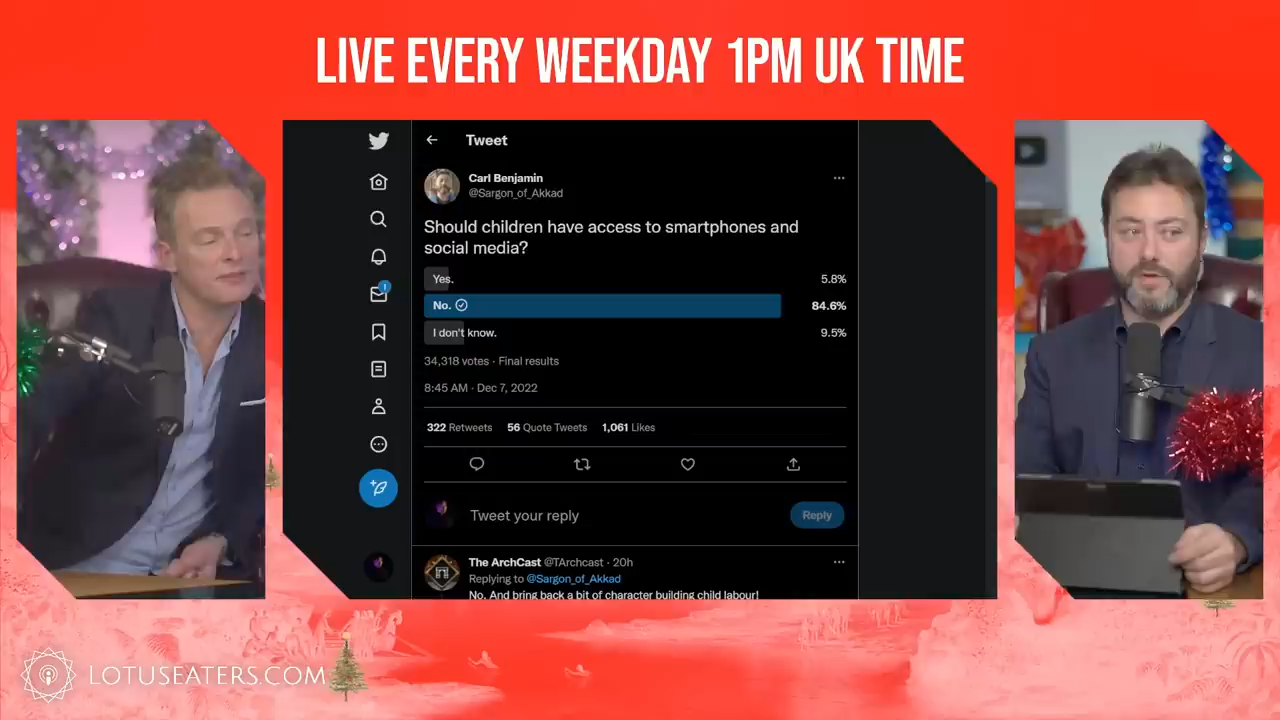 LIVE EVERY WEEKDAY 1PM UK TIME
Tweet
Carl Benjamin
@Sargon_of_Akkad
Should children have access to smartphones and
social media?
Yes. 5.8%
No. 84.6%
I don't know. 9.5%
34,318 votes · Final results
8:45 AM · Dec 7, 2022
322 Retweets 56 Quote Tweets 1,061 Likes
Tweet your reply
Reply
The ArchCast @TArchcast · 20h
Replying to @Sargon_of_Akkad
No. And bring back a bit of character building child labour!
LOTUSEATERS.COM
1